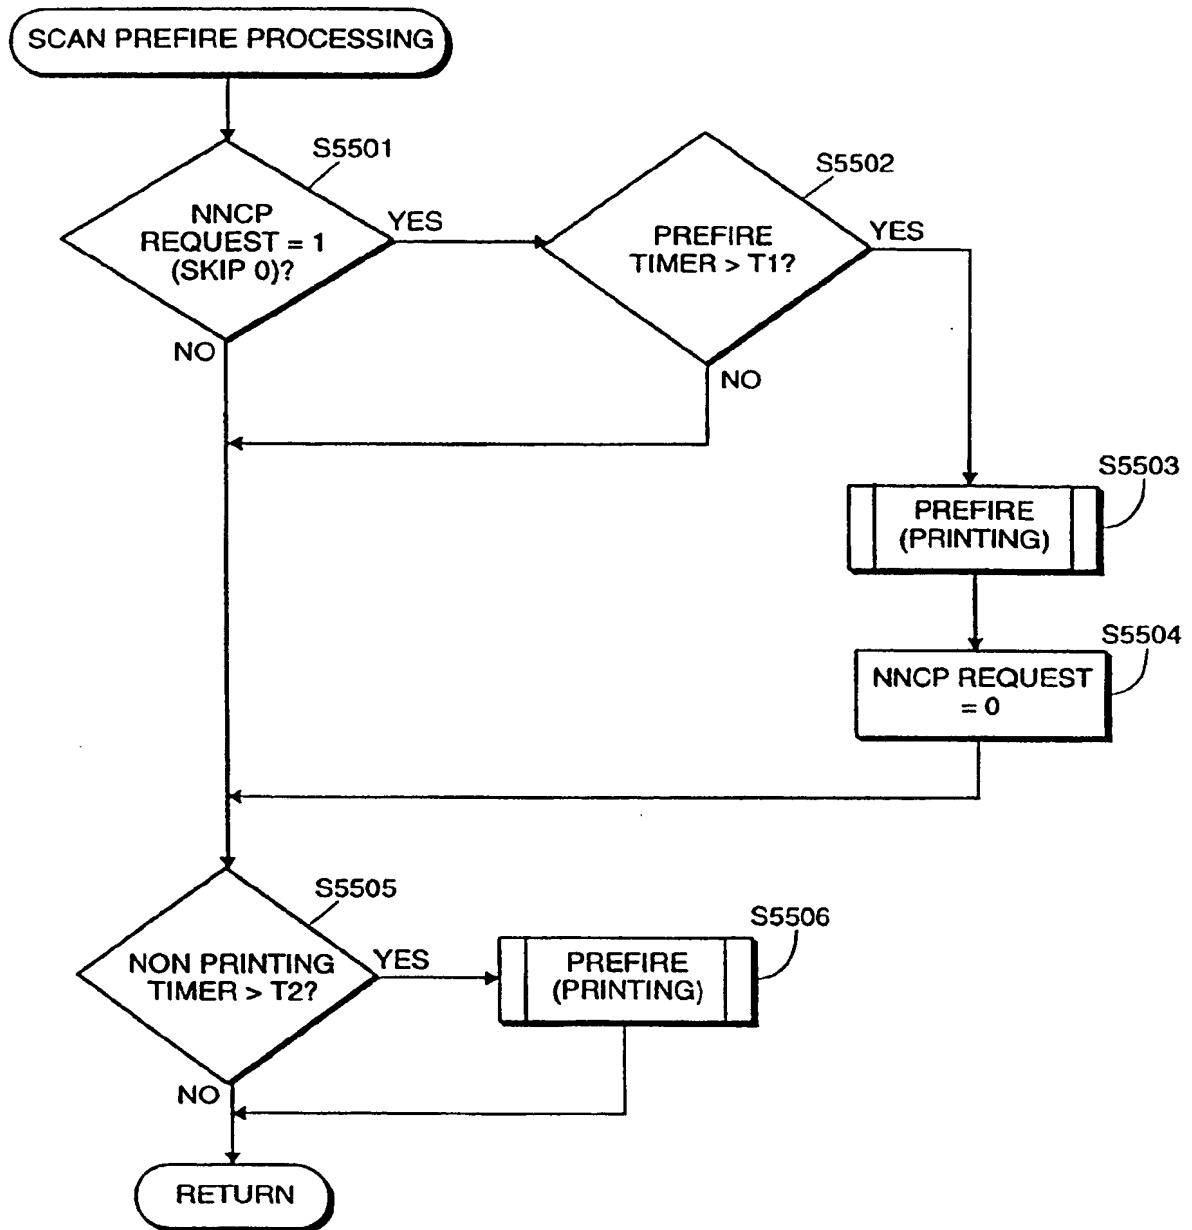 SCAN PREFIRE PROCESSING
S5501
NNCP
REQUEST = 1
(SKIP 0)?
YES
NO
S5502
PREFIRE
TIMER > T1?
YES
NO
S5503
PREFIRE
(PRINTING)
S5504
NNCP REQUEST
= 0
S5505
NON PRINTING
TIMER > T2?
YES
NO
S5506
PREFIRE
(PRINTING)
RETURN